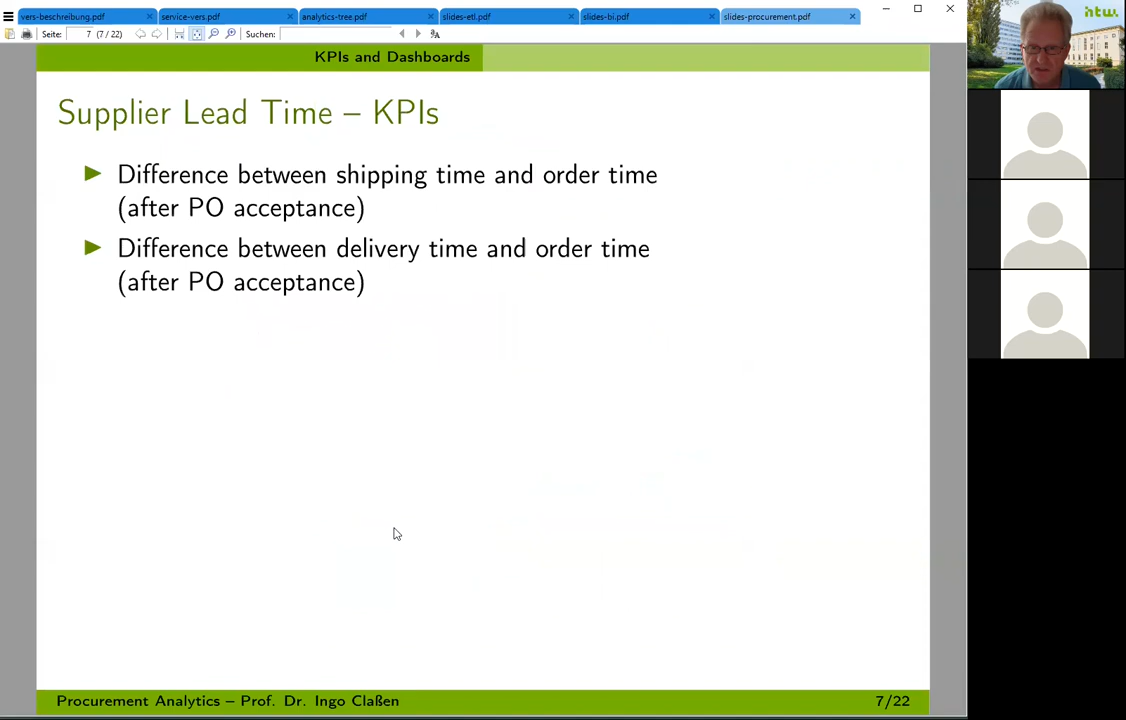 vers-beschreibung.pdf
service-vers.pdf
analytics-tree.pdf
slides-etl.pdf
slides-bi.pdf
slides-procurement.pdf
Seite: 7 (7 / 22)
Suchen:
KPIs and Dashboards
Supplier Lead Time – KPIs
Difference between shipping time and order time
(after PO acceptance)
Difference between delivery time and order time
(after PO acceptance)
Procurement Analytics – Prof. Dr. Ingo Claßen
7/22
htw